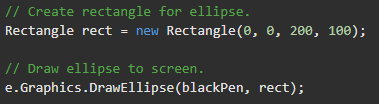 // Create rectangle for ellipse.
Rectangle rect = new Rectangle(0, 0, 200, 100);
// Draw ellipse to screen.
e.Graphics.DrawEllipse(blackPen, rect);